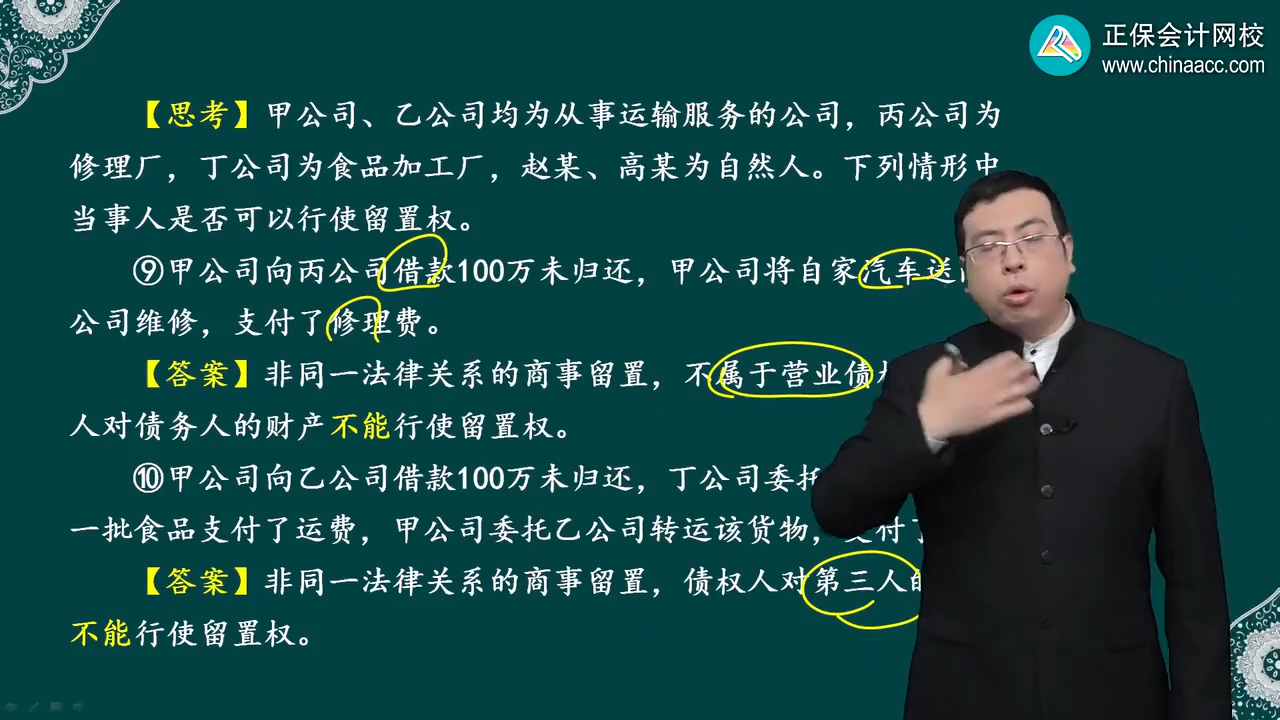 正保会计网校
www.chinaacc.com
【思考】甲公司、乙公司均为从事运输服务的公司，丙公司为
修理厂，丁公司为食品加工厂，赵某、高某为自然人。下列情形中
当事人是否可以行使留置权。
⑨甲公司向丙公司借款100万未归还，甲公司将自家汽车送
公司维修，支付了修理费。
【答案】非同一法律关系的商事留置，不属于营业债
人对债务人的财产不能行使留置权。
⑩甲公司向乙公司借款100万未归还，丁公司委托
一批食品支付了运费，甲公司委托乙公司转运该货物，支付了
【答案】非同一法律关系的商事留置，债权人对第三人的
不能行使留置权。